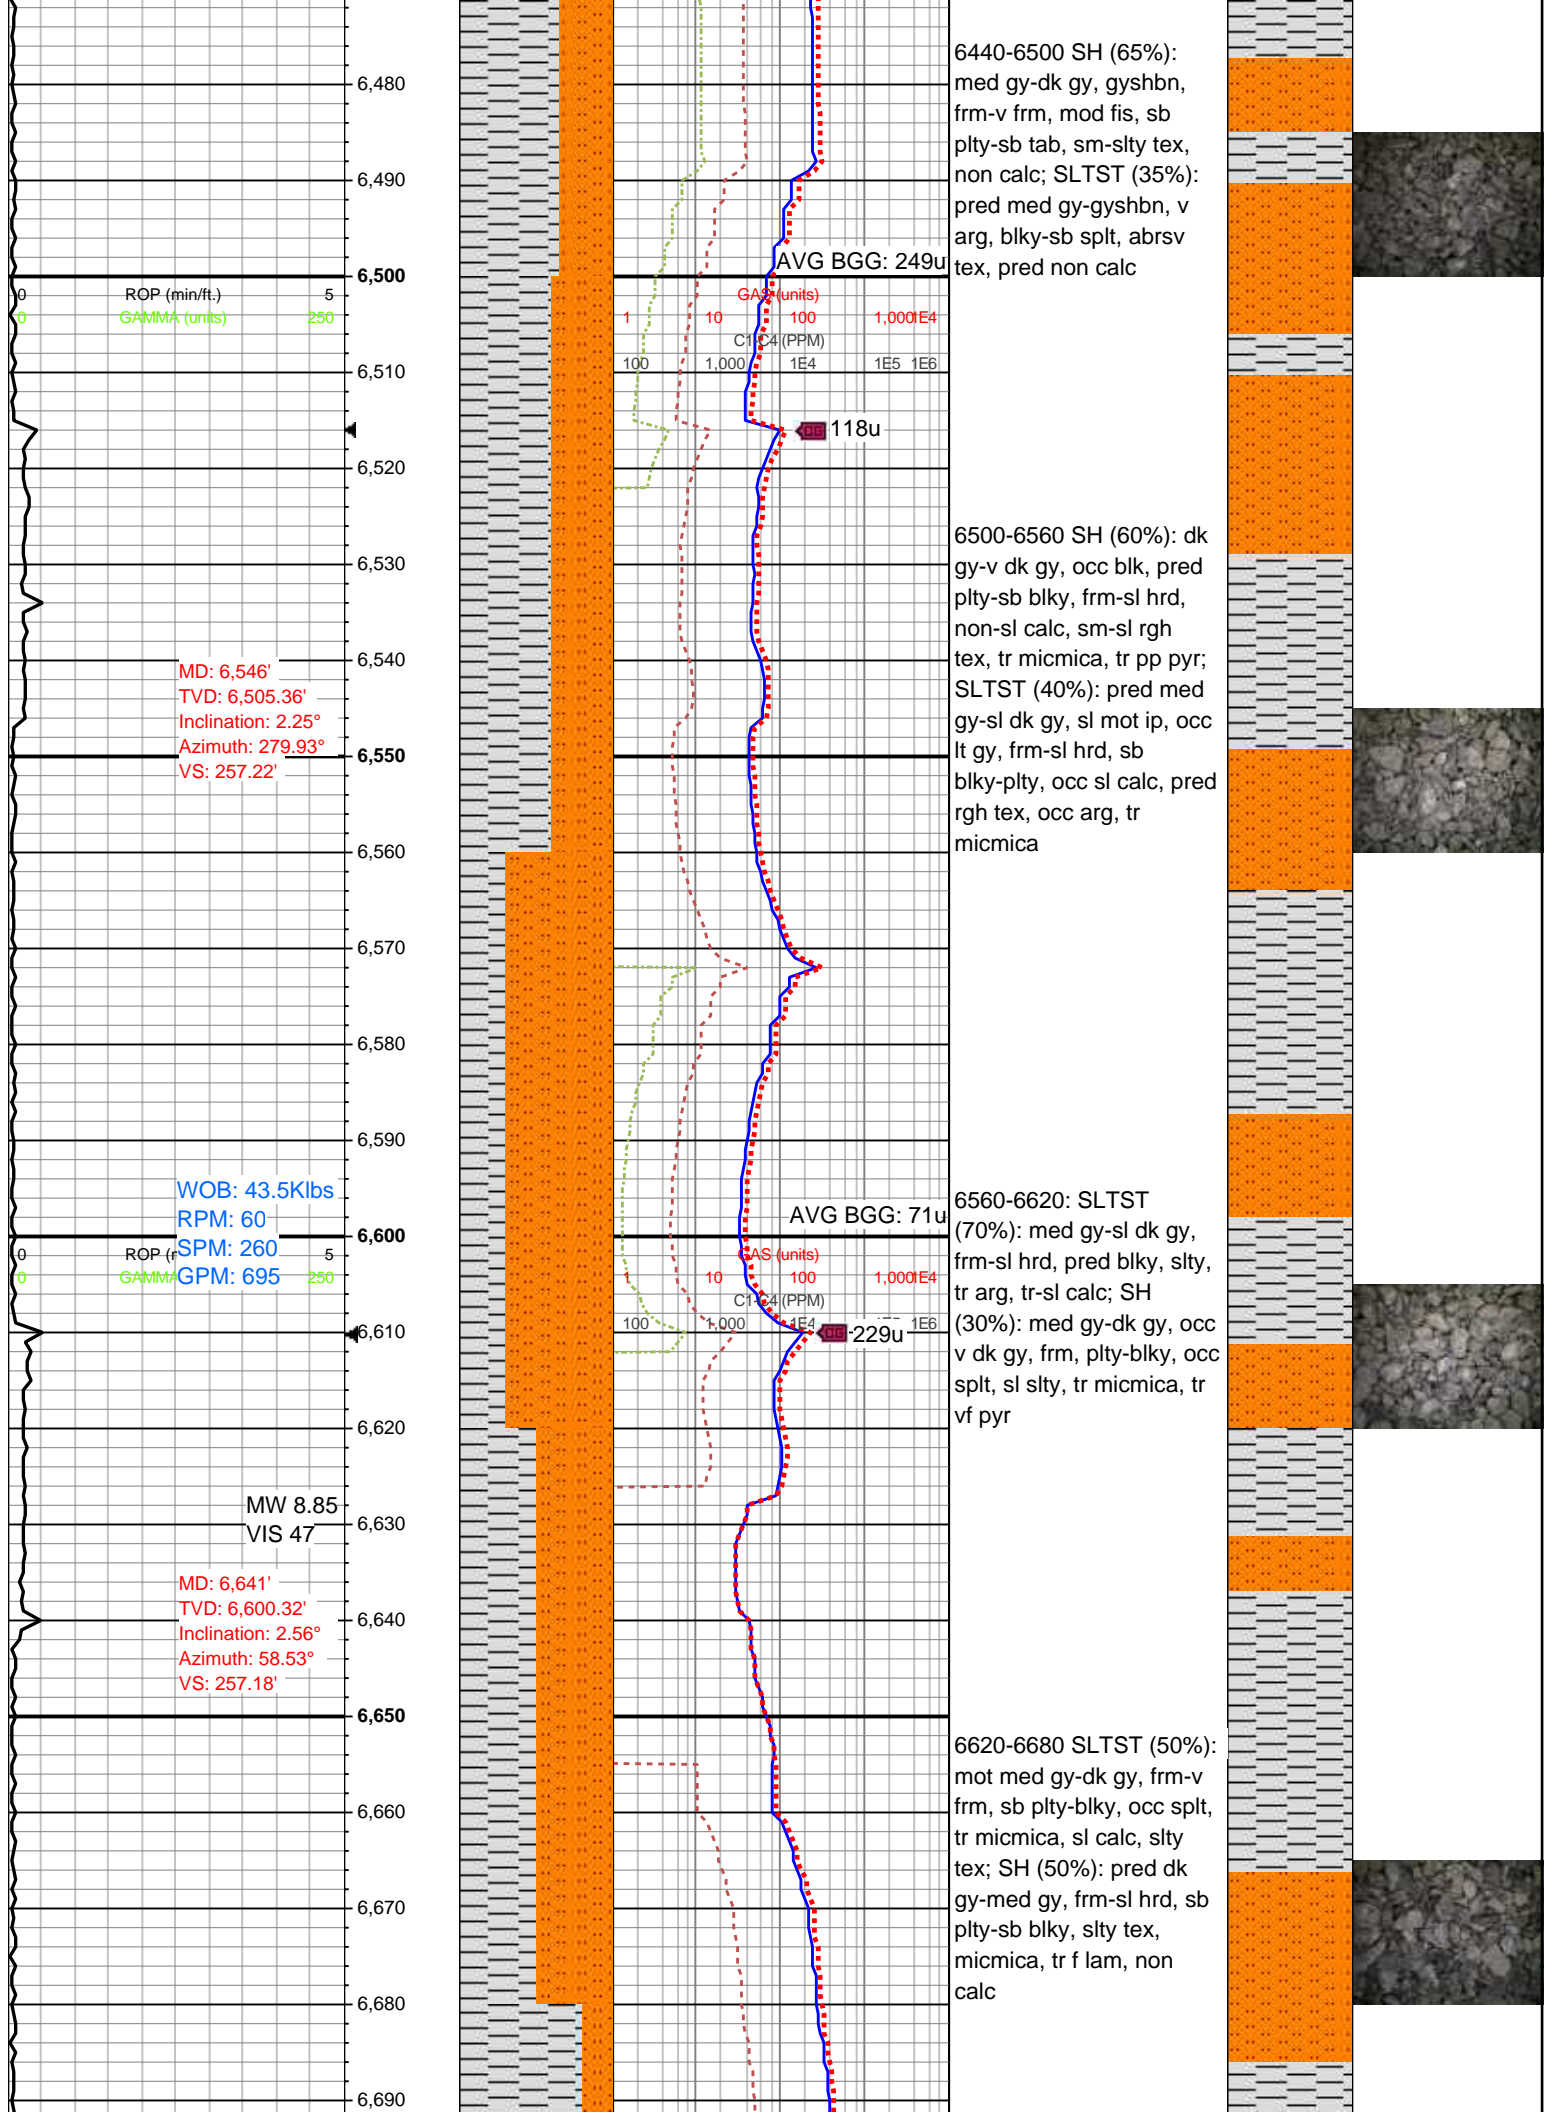 6440-6500 SH (65%):
med gy-dk gy, gyshbn,
frm-v frm, mod fis, sb
plty-sb tab, sm-slty tex,
non calc; SLTST (35%):
pred med gy-gyshbn, v
arg, blky-sb splt, abrsv
tex, pred non calc
6,480
6,490
AVG BGG: 249u
6,500
0 ROP (min/ft.) 5
0 GAMMA (units) 250
GAS (units)
1 10 100 1,000 1E4
C1-C4 (PPM)
100 1,000 1E4 1E5 1E6
6,510
118u
6,520
6500-6560 SH (60%): dk
gy-v dk gy, occ blk, pred
plty-sb blky, frm-sl hrd,
non-sl calc, sm-sl rgh
tex, tr micmica, tr pp pyr;
SLTST (40%): pred med
gy-sl dk gy, sl mot ip, occ
lt gy, frm-sl hrd, sb
blky-plty, occ sl calc, pred
rgh tex, occ arg, tr
micmica
6,530
6,540
MD: 6,546'
TVD: 6,505.36'
Inclination: 2.25°
Azimuth: 279.93°
VS: 257.22'
6,550
6,560
6,570
6,580
6,590
WOB: 43.5Klbs
RPM: 60
SPM: 260
GPM: 695
AVG BGG: 71u
6,600
0 ROP (r 5
0 GAMMA 250
GAS (units)
1 10 100 1,000 1E4
C1-C4 (PPM)
100 1,000 1E4 1E6
6,610
229u
6560-6620: SLTST
(70%): med gy-sl dk gy,
frm-sl hrd, pred blky, slty,
tr arg, tr-sl calc; SH
(30%): med gy-dk gy, occ
v dk gy, frm, plty-blky, occ
splt, sl slty, tr micmica, tr
vf pyr
6,620
MW 8.85
VIS 47
6,630
MD: 6,641'
TVD: 6,600.32'
Inclination: 2.56°
Azimuth: 58.53°
VS: 257.18'
6,640
6,650
6620-6680 SLTST (50%):
mot med gy-dk gy, frm-v
frm, sb plty-blky, occ splt,
tr micmica, sl calc, slty
tex; SH (50%): pred dk
gy-med gy, frm-sl hrd, sb
plty-sb blky, slty tex,
micmica, tr f lam, non
calc
6,660
6,670
6,680
6,690